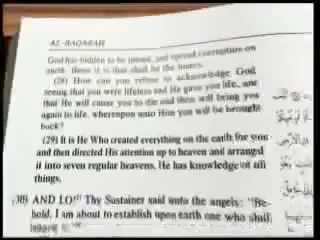 AL-BAQARAH
God has bidden to be joined, and spread corruption on
earth: these it is that shall be the losers.
(28) How can you refuse to acknowledge God
seeing that you were lifeless and He gave you life, and
that He will cause you to die and then will bring you
again to life, whereupon unto Him you will be brought
back?
(29) It is He Who created everything on the earth for you
and then directed His attention up to heaven and arranged
it into seven regular heavens. He has knowledge of all
things.
(30) AND LO! Thy Sustainer said unto the angels: "Be-
hold, I am about to establish upon earth one who shall
inherit it."